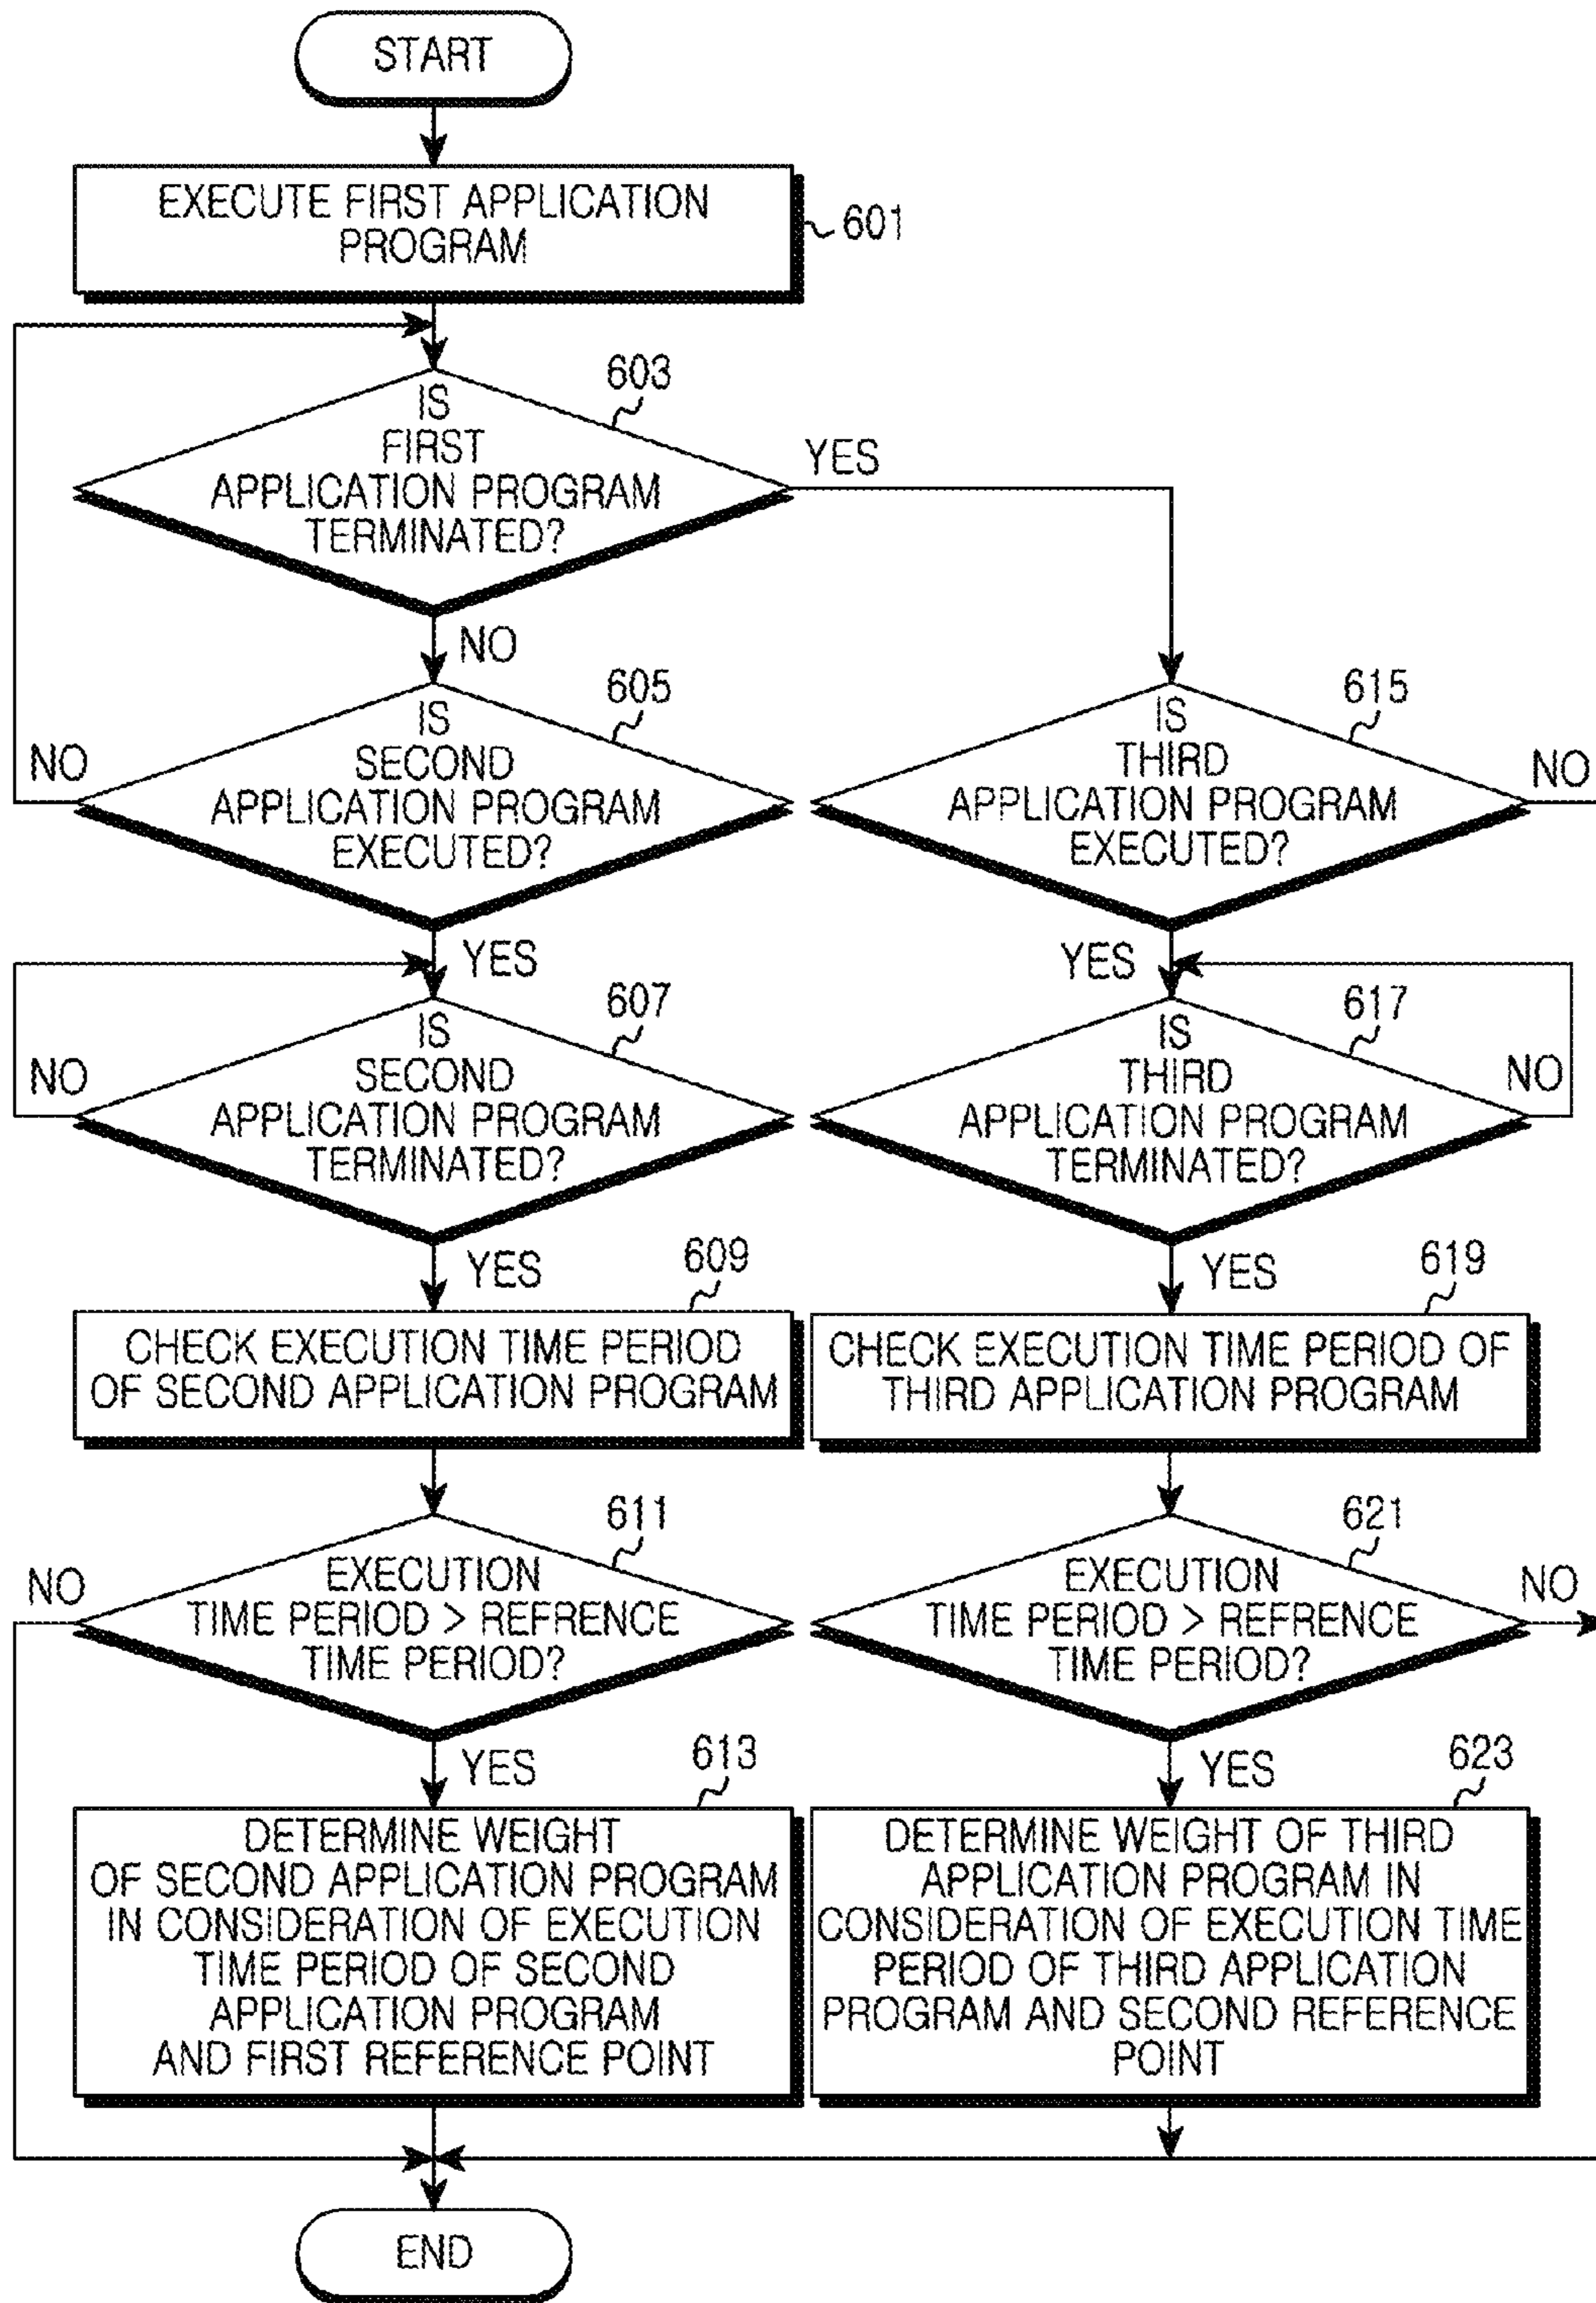 START
EXECUTE FIRST APPLICATION
PROGRAM
601
603
IS
FIRST
APPLICATION PROGRAM
TERMINATED?
YES
NO
605
IS
SECOND
APPLICATION PROGRAM
EXECUTED?
NO
YES
615
IS
THIRD
APPLICATION PROGRAM
EXECUTED?
NO
YES
607
IS
SECOND
APPLICATION PROGRAM
TERMINATED?
NO
YES
617
IS
THIRD
APPLICATION PROGRAM
TERMINATED?
NO
YES
609
CHECK EXECUTION TIME PERIOD
OF SECOND APPLICATION PROGRAM
619
CHECK EXECUTION TIME PERIOD OF
THIRD APPLICATION PROGRAM
611
EXECUTION
TIME PERIOD > REFRENCE
TIME PERIOD?
NO
YES
621
EXECUTION
TIME PERIOD > REFRENCE
TIME PERIOD?
NO
YES
613
DETERMINE WEIGHT
OF SECOND APPLICATION PROGRAM
IN CONSIDERATION OF EXECUTION
TIME PERIOD OF SECOND
APPLICATION PROGRAM
AND FIRST REFERENCE POINT
623
DETERMINE WEIGHT OF THIRD
APPLICATION PROGRAM IN
CONSIDERATION OF EXECUTION TIME
PERIOD OF THIRD APPLICATION
PROGRAM AND SECOND REFERENCE
POINT
END